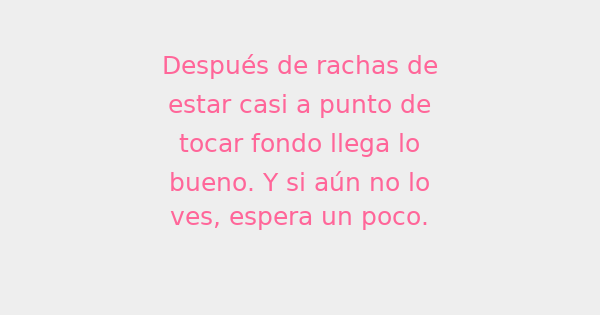 Después de rachas de
estar casi a punto de
tocar fondo llega lo
bueno. Y si aún no lo
ves, espera un poco.